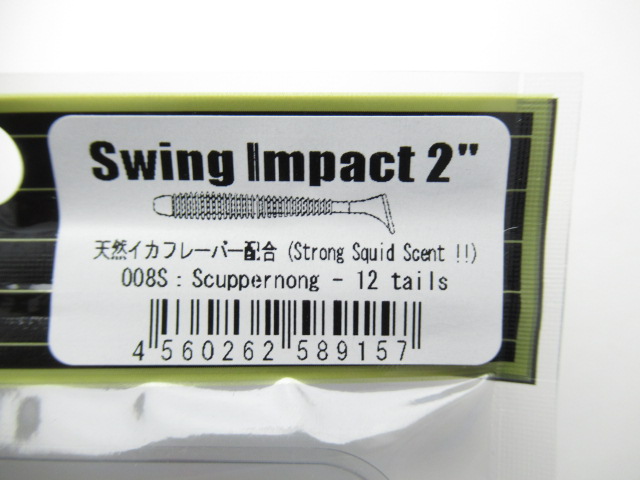 Swing Impact 2"
天然イカフレーバー配合 (Strong Squid Scent !!)
008S : Scuppernong - 12 tails
4 560262 589157